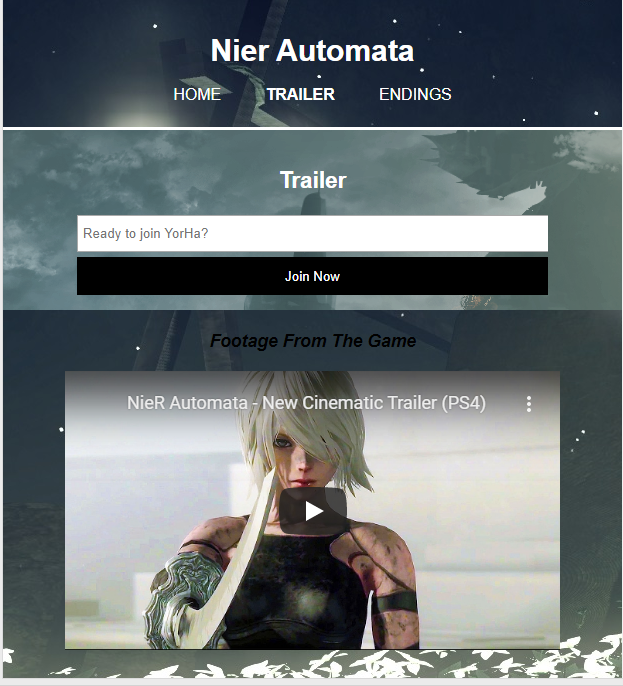 Nier Automata
HOME TRAILER ENDINGS
Trailer
Ready to join YorHa?
Join Now
Footage From The Game
NieR Automata - New Cinematic Trailer (PS4)